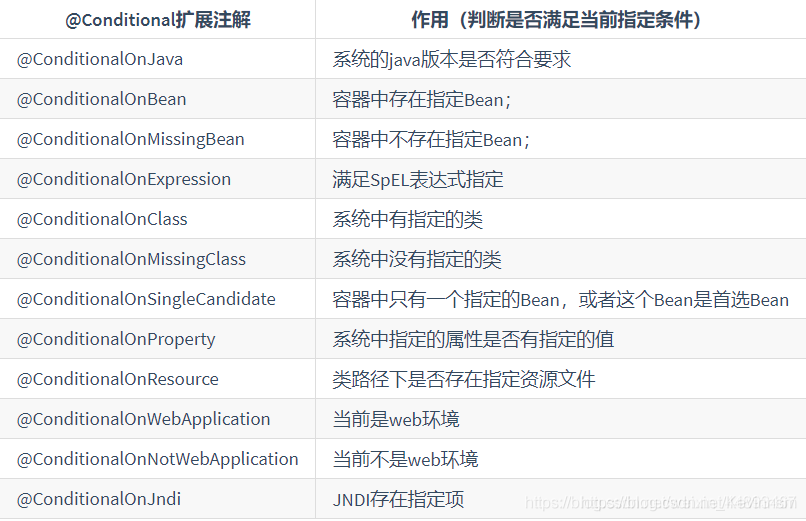 @Conditional扩展注解 作用（判断是否满足当前指定条件）
@ConditionalOnJava 系统的java版本是否符合要求
@ConditionalOnBean 容器中存在指定Bean；
@ConditionalOnMissingBean 容器中不存在指定Bean；
@ConditionalOnExpression 满足SpEL表达式指定
@ConditionalOnClass 系统中有指定的类
@ConditionalOnMissingClass 系统中没有指定的类
@ConditionalOnSingleCandidate 容器中只有一个指定的Bean，或者这个Bean是首选Bean
@ConditionalOnProperty 系统中指定的属性是否有指定的值
@ConditionalOnResource 类路径下是否存在指定资源文件
@ConditionalOnWebApplication 当前是web环境
@ConditionalOnNotWebApplication 当前不是web环境
@ConditionalOnJndi JNDI存在指定项